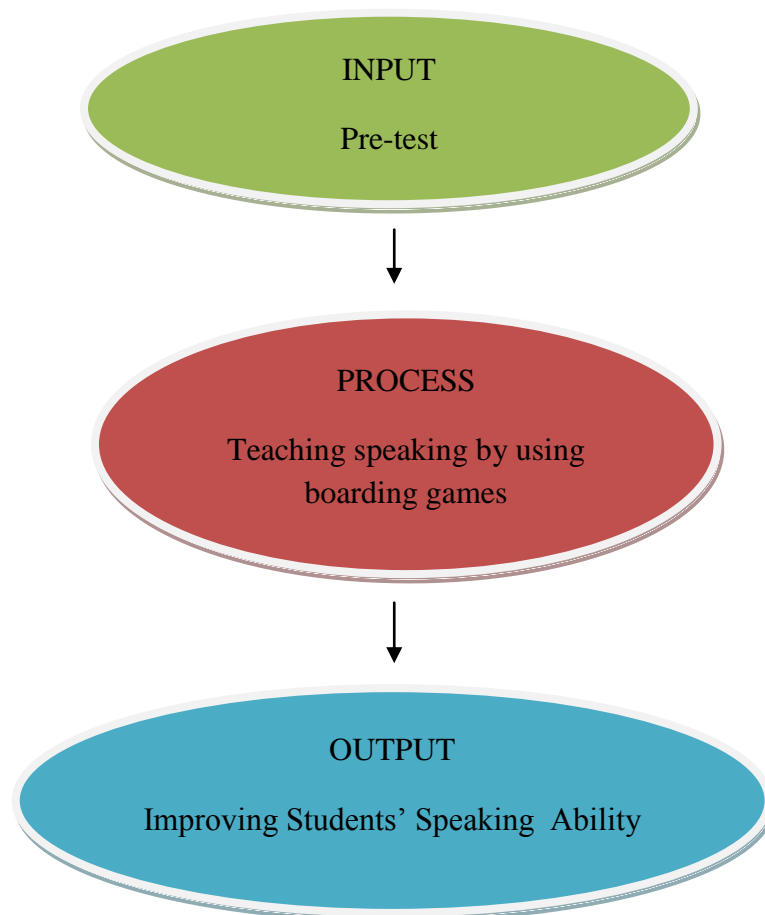 INPUT
Pre-test
PROCESS
Teaching speaking by using
boarding games
OUTPUT
Improving Students’ Speaking Ability